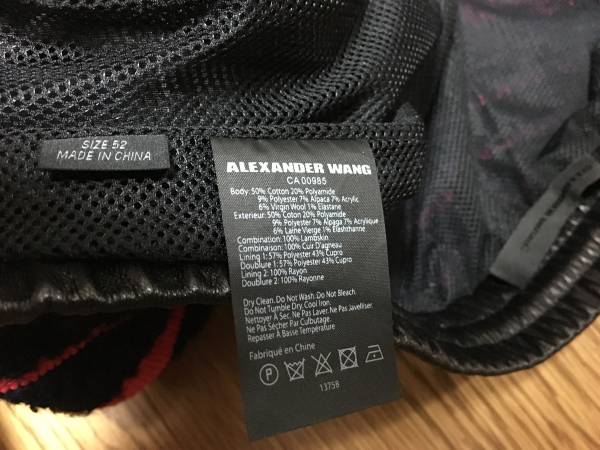 SIZE 52
MADE IN CHINA
ALEXANDER WANG
CA 00985
Body: 50% Cotton 20% Polyamide
9% Polyester 7% Alpaca 7% Acrylic
6% Virgin Wool 1% Elastane
Exterieur: 50% Coton 20% Polyamide
9% Polyester 7% Alpaga 7% Acrylique
6% Laine Vierge 1% Elasthanne
Combination: 100% Lambskin
Combination: 100% Cuir D'agneau
Lining 1: 57% Polyester 43% Cupro
Doublure 1: 57% Polyester 43% Cupro
Lining 2: 100% Rayon
Doublure 2: 100% Rayonne
Dry Clean. Do Not Wash. Do Not Bleach.
Do Not Tumble Dry. Cool Iron.
Nettoyer A Sec. Ne Pas Laver. Ne Pas Javelliser.
Ne Pas Sécher Par Culbutage.
Repasser À Basse Température
Fabriqué en Chine
P
1375B